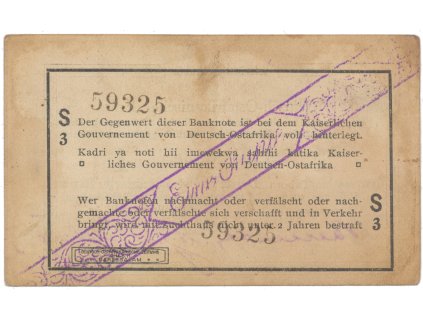 59325
S
3
Der Gegenwert dieser Banknote ist bei dem Kaiserlichen
Gouvernement von Deutsch-Ostafrika voll hinterlegt.
Kadri ya noti hii imewekwa sahihi katika Kaiser-
liches Gouvernement von Deutsch-Ostafrika
Eine Rupie
Wer Banknoten nachmacht oder verfälscht oder nach-
gemachte oder verfälschte sich verschafft und in Verkehr
bringt, wird mit Zuchthaus nicht unter 2 Jahren bestraft
59325
S
3